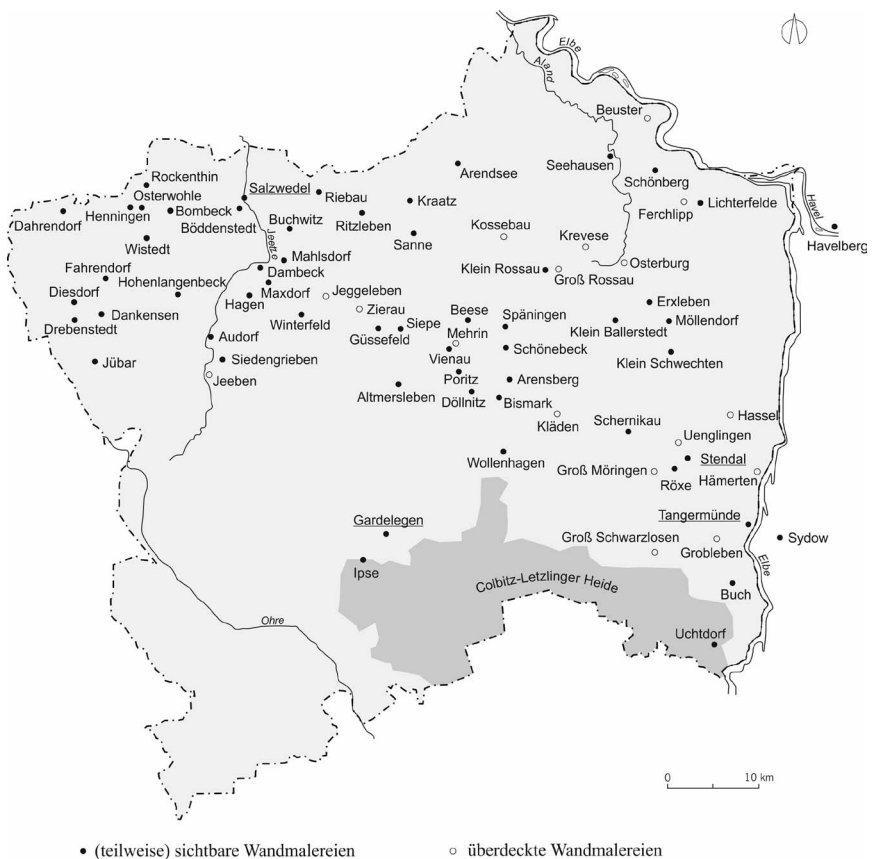 Elbe
Aland
Beuster
Seehausen
Arendsee
Schönberg
Rockenthin
Osterwohle
Salzwedel
Riebau
Kraatz
Ferchlipp
Lichterfelde
Havel
Dahrendorf
Henningen
Bombeck
Böddenstedt
Buchwitz
Ritzleben
Sanne
Kossebau
Krevese
Havelberg
Wistedt
Jeetze
Mahlsdorf
Osterburg
Fahrendorf
Hohenlangenbeck
Dambeck
Klein Rossau
Groß Rossau
Diesdorf
Hagen
Maxdorf
Jeggeleben
Zierau
Beese
Späningen
Erxleben
Drebenstedt
Dankensen
Winterfeld
Güssefeld
Siepe
Mehrin
Klein Ballerstedt
Möllendorf
Audorf
Vienau
Schönebeck
Klein Schwechten
Jübar
Siedengrieben
Jeeben
Poritz
Arensberg
Altmersleben
Döllnitz
Bismark
Kläden
Schernikau
Hassel
Uenglingen
Wollenhagen
Groß Möringen
Stendal
Röxe
Hämerten
Gardelegen
Tangermünde
Groß Schwarzlosen
Grobleben
Sydow
Ipse
Elbe
Colbitz-Letzlinger Heide
Buch
Ohre
Uchtdorf
0 10 km
(teilweise) sichtbare Wandmalereien
überdeckte Wandmalereien